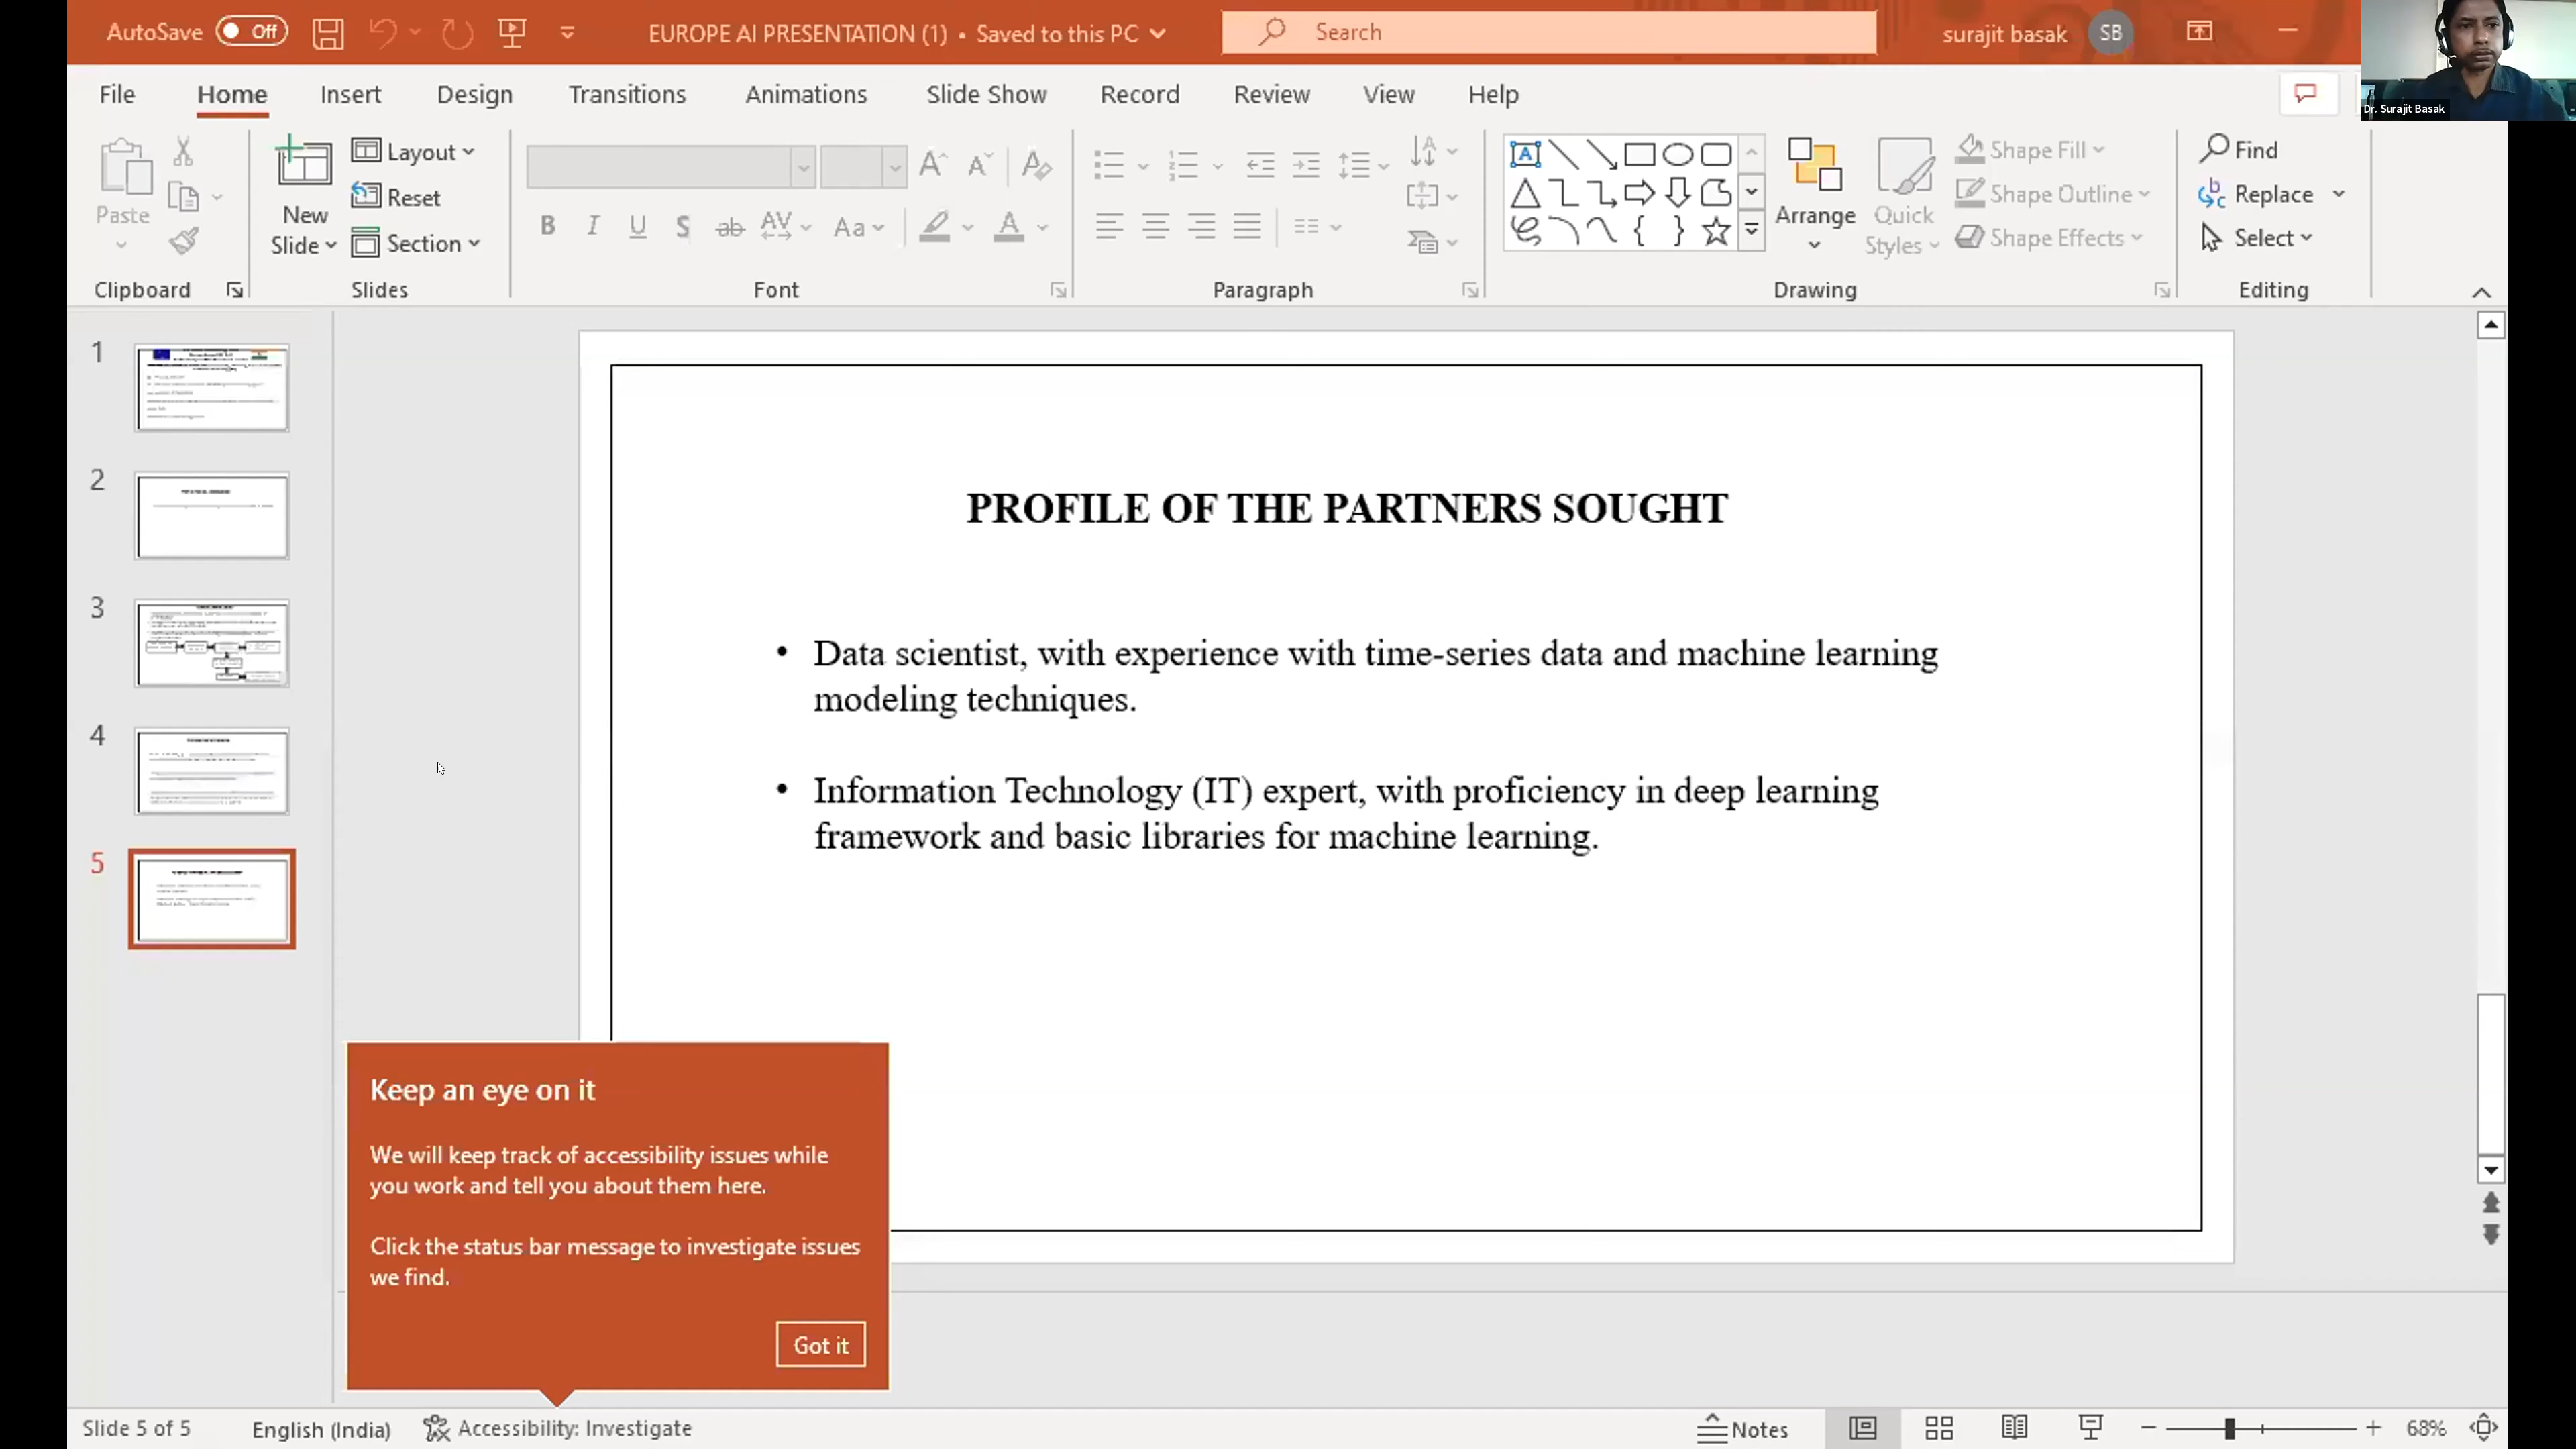 AutoSave Off EUROPE AI PRESENTATION (1) • Saved to this PC Search surajit basak SB
Dr. Surajit Basak
File Home Insert Design Transitions Animations Slide Show Record Review View Help
Paste
Clipboard
New
Slide
Layout
Reset
Section
Slides
B I U S ab AV Aa A
Font
Paragraph
Arrange
Quick
Styles
Shape Fill
Shape Outline
Shape Effects
Drawing
Find
Replace
Select
Editing
1
2
3
4
5
PROFILE OF THE PARTNERS SOUGHT
• Data scientist, with experience with time-series data and machine learning
modeling techniques.
• Information Technology (IT) expert, with proficiency in deep learning
framework and basic libraries for machine learning.
Keep an eye on it
We will keep track of accessibility issues while
you work and tell you about them here.
Click the status bar message to investigate issues
we find.
Got it
Slide 5 of 5 English (India) Accessibility: Investigate Notes 68%